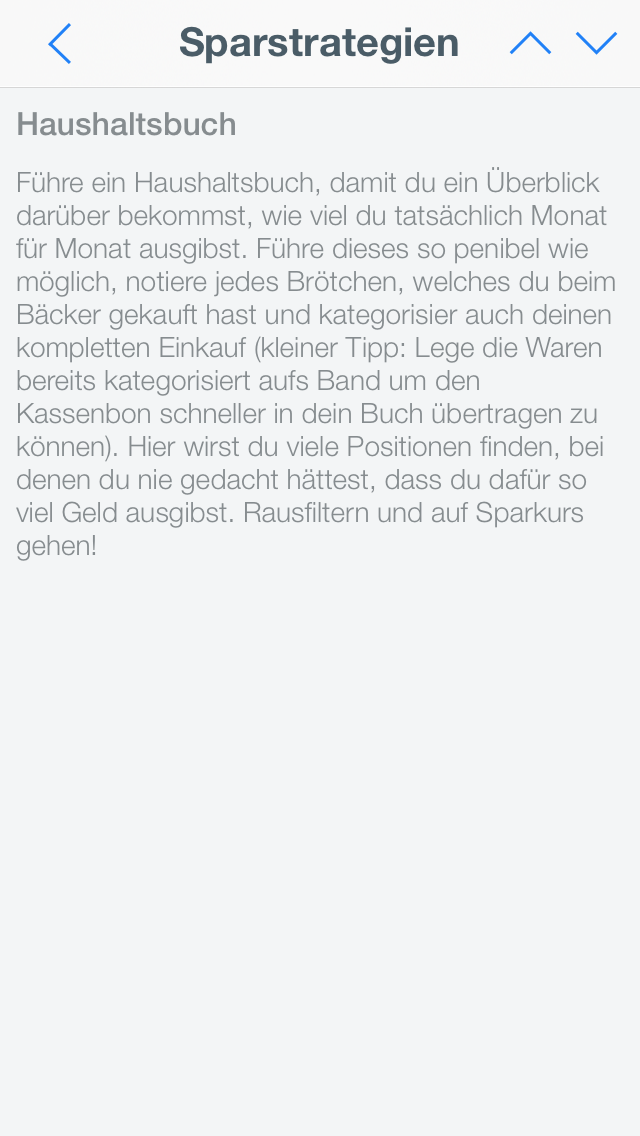 Sparstrategien
Haushaltsbuch
Führe ein Haushaltsbuch, damit du ein Überblick
darüber bekommst, wie viel du tatsächlich Monat
für Monat ausgibst. Führe dieses so penibel wie
möglich, notiere jedes Brötchen, welches du beim
Bäcker gekauft hast und kategorisier auch deinen
kompletten Einkauf (kleiner Tipp: Lege die Waren
bereits kategorisiert aufs Band um den
Kassenbon schneller in dein Buch übertragen zu
können). Hier wirst du viele Positionen finden, bei
denen du nie gedacht hättest, dass du dafür so
viel Geld ausgibst. Rausfiltern und auf Sparkurs
gehen!